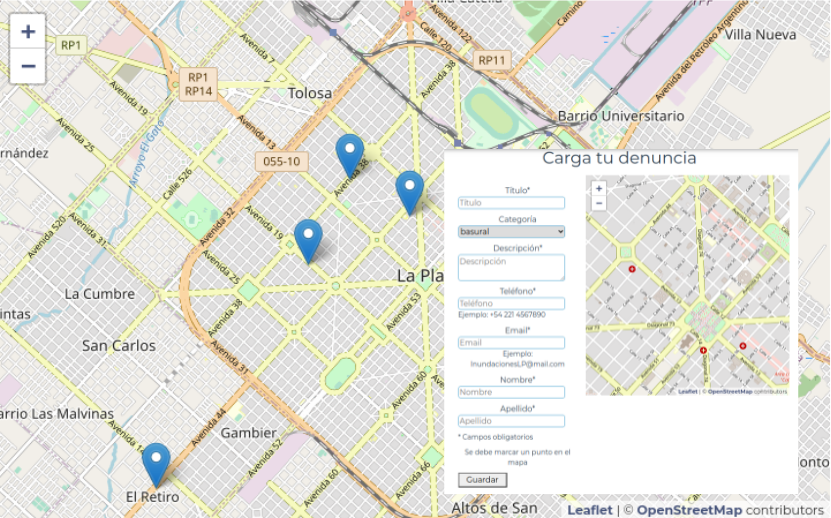 +
−
RP1
RP1
RP14
Avenida 7
Calle 120
Avenida 122
Camino
RP11
Villa Nueva
Avenida del Petróleo Argentino
Tolosa
Avenida 38
Avenida 19
Avenida 13
Barrio Universitario
Avenida 25
Arroyo El Gato
rnández
055-10
Avenida 38
Calle 526
Avenida 32
Avenida 520
Avenida 31
Avenida 19
Avenida 25
La Pla
Avenida 53
La Cumbre
Avenida 38
intas
San Carlos
Avenida 31
arrio Las Malvinas
Avenida 44
Gambier
Avenida 52
Avenida 60
Avenida 60
Avenida 66
El Retiro
Altos de San
onto
Carga tu denuncia
Título*
Título
Categoría
basural
Descripción*
Descripción
Teléfono*
Teléfono
Ejemplo: +54 221 4567890
Email*
Email
Ejemplo:
InundacionesLP@mail.com
Nombre*
Nombre
Apellido*
Apellido
* Campos obligatorios
Se debe marcar un punto en el
mapa
Guardar
+
−
Diagonal 73
Leaflet | © OpenStreetMap contributors
Leaflet | © OpenStreetMap contributors